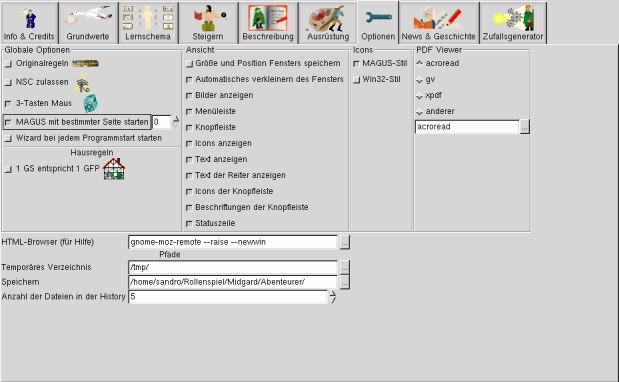 Info & Credits Grundwerte Lernschema Steigern Beschreibung Ausrüstung Optionen News & Geschichte Zufallsgenerator
Globale Optionen
Originalregeln
NSC zulassen
3-Tasten Maus
MAGUS mit bestimmter Seite starten 0
Wizard bei jedem Programmstart starten
Hausregeln
1 GS entspricht 1 GFP
Ansicht
Größe und Position Fensters speichern
Automatisches verkleinern des Fensters
Bilder anzeigen
Menüleiste
Knopfleiste
Icons anzeigen
Text anzeigen
Text der Reiter anzeigen
Icons der Knopfleiste
Beschriftungen der Knopfleiste
Statuszeile
Icons
MAGUS-Stil
Win32-Stil
PDF Viewer
acroread
gv
xpdf
anderer
acroread ...
HTML-Browser (für Hilfe) gnome-moz-remote --raise --newwin ...
Pfade
Temporäres Verzeichnis /tmp/ ...
Speichern /home/sandro/Rollenspiel/Midgard/Abenteurer/ ...
Anzahl der Dateien in der History 5